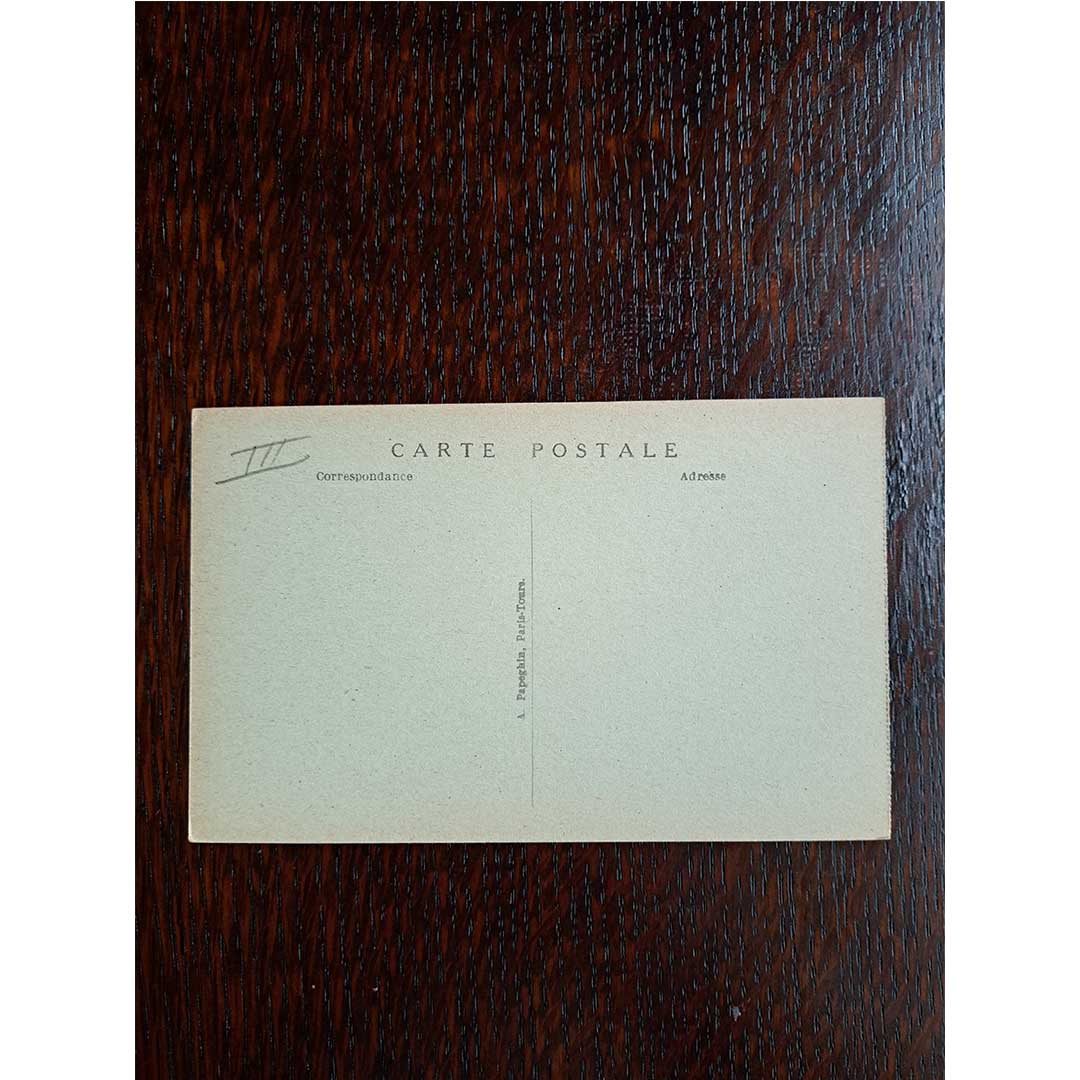 III
CARTE POSTALE
Correspondance
Adresse
A. Papeghin, Paris-Tours.